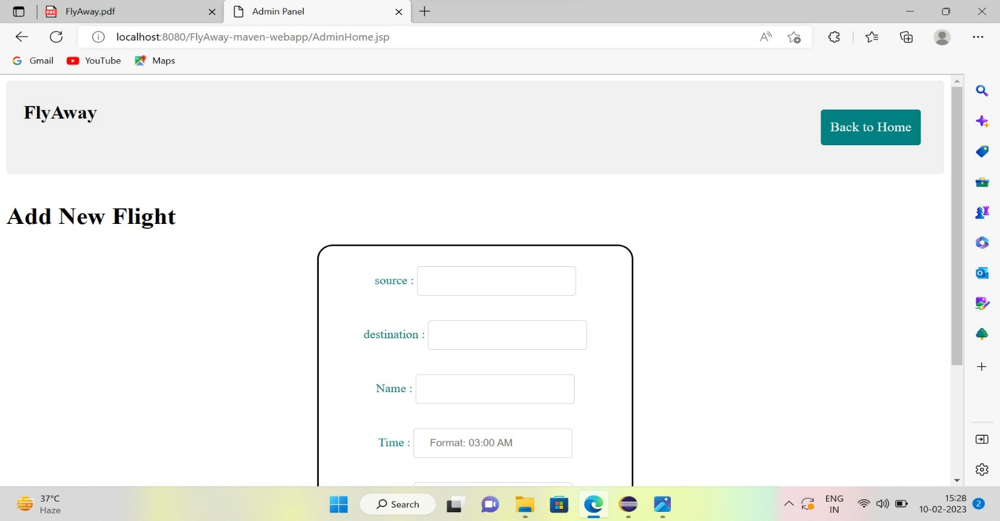 FlyAway.pdf
Admin Panel
localhost:8080/FlyAway-maven-webapp/AdminHome.jsp
Gmail
YouTube
Maps
FlyAway
Back to Home
Add New Flight
source :
destination :
Name :
Time : Format: 03:00 AM
37°C
Haze
Search
ENG
IN
15:28
10-02-2023
2